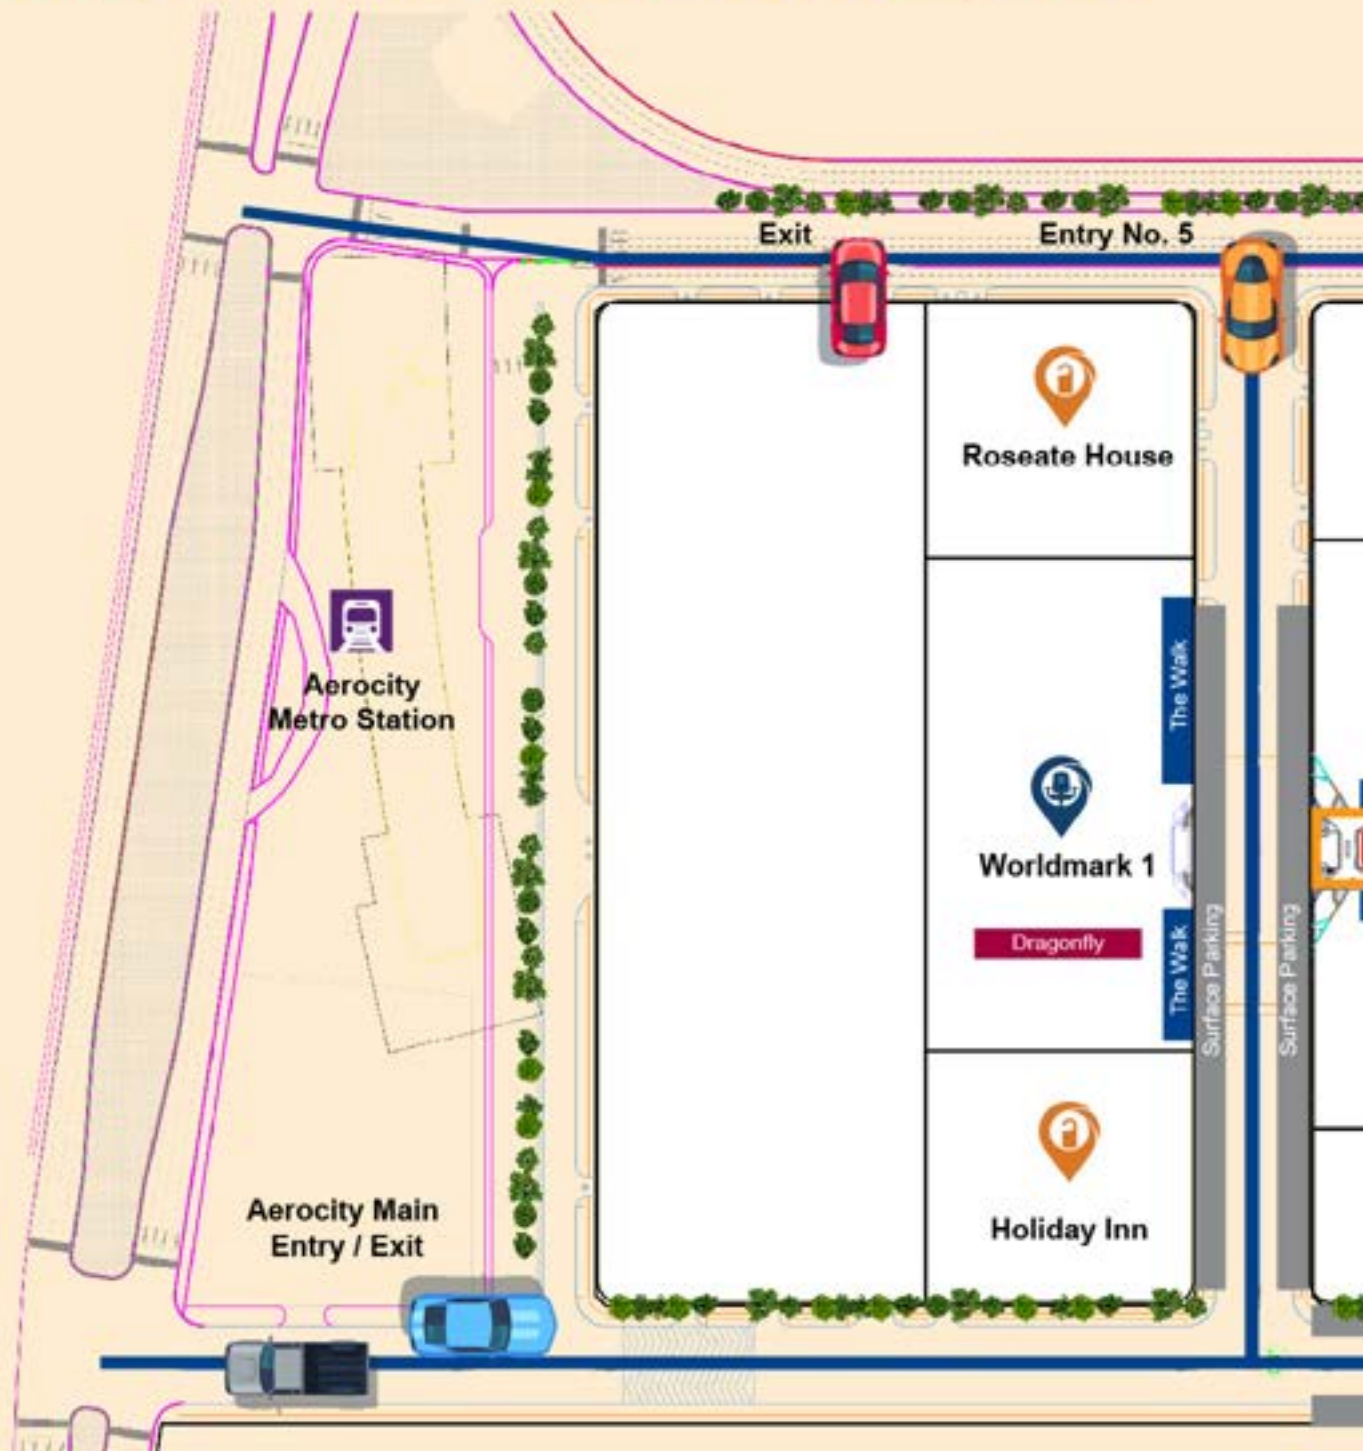 Exit
Entry No. 5
Roseate House
The Walk
Aerocity
Metro Station
Worldmark 1
Dragonfly
The Walk
Surface Parking
Surface Parking
Aerocity Main
Entry / Exit
Holiday Inn